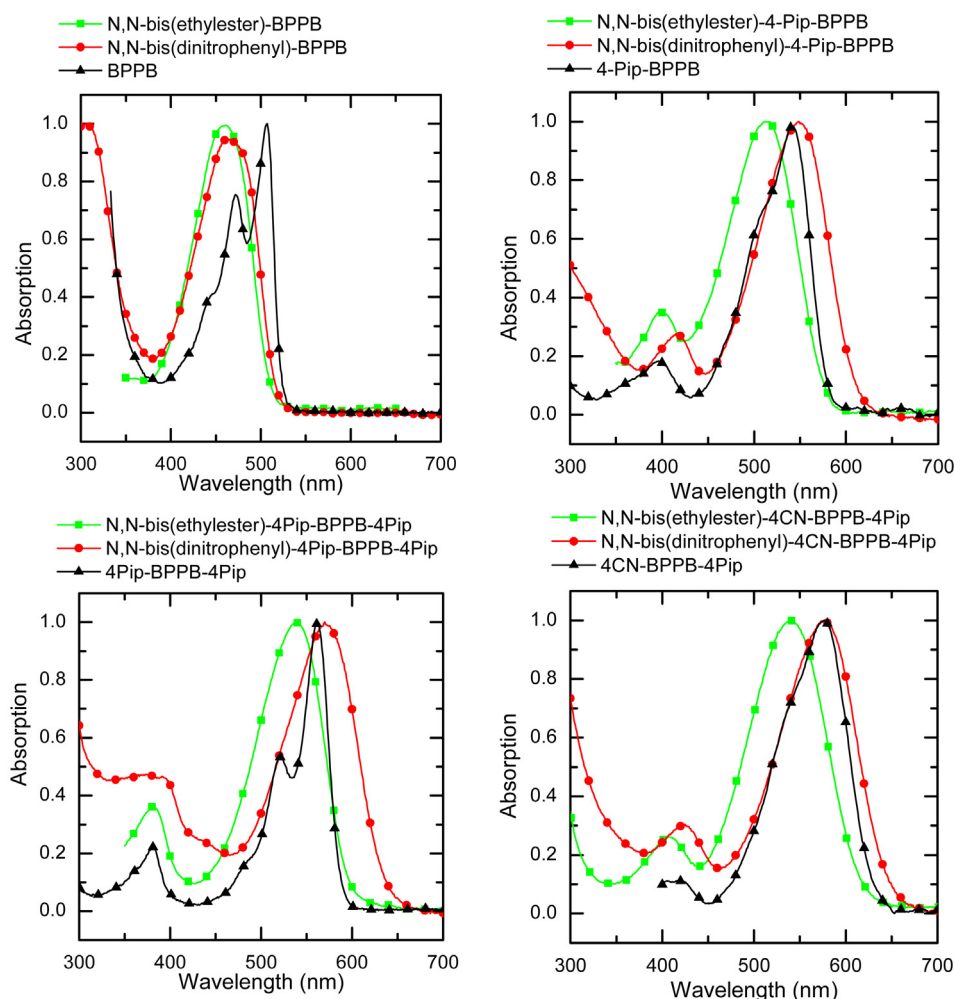 N,N-bis(ethylester)-BPPB
N,N-bis(dinitrophenyl)-BPPB
BPPB
1.0
0.8
0.6
0.4
0.2
0.0
Absorption
300 400 500 600 700
Wavelength (nm)
N,N-bis(ethylester)-4-Pip-BPPB
N,N-bis(dinitrophenyl)-4-Pip-BPPB
4-Pip-BPPB
1.0
0.8
0.6
0.4
0.2
0.0
Absorption
300 400 500 600 700
Wavelength (nm)
N,N-bis(ethylester)-4Pip-BPPB-4Pip
N,N-bis(dinitrophenyl)-4Pip-BPPB-4Pip
4Pip-BPPB-4Pip
1.0
0.8
0.6
0.4
0.2
0.0
Absorption
300 400 500 600 700
Wavelength (nm)
N,N-bis(ethylester)-4CN-BPPB-4Pip
N,N-bis(dinitrophenyl)-4CN-BPPB-4Pip
4CN-BPPB-4Pip
1.0
0.8
0.6
0.4
0.2
0.0
Absorption
300 400 500 600 700
Wavelength (nm)